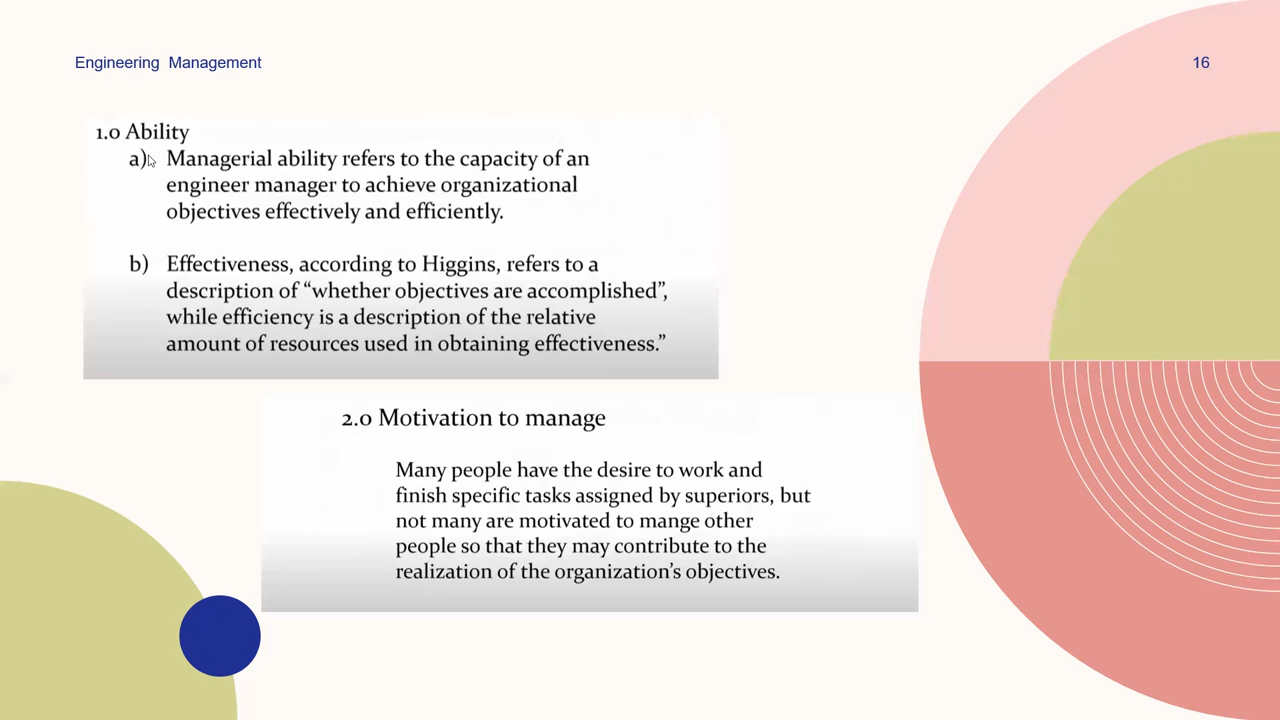 Engineering Management
16
1.0 Ability
a) Managerial ability refers to the capacity of an
engineer manager to achieve organizational
objectives effectively and efficiently.
b) Effectiveness, according to Higgins, refers to a
description of “whether objectives are accomplished”,
while efficiency is a description of the relative
amount of resources used in obtaining effectiveness.”
2.0 Motivation to manage
Many people have the desire to work and
finish specific tasks assigned by superiors, but
not many are motivated to mange other
people so that they may contribute to the
realization of the organization’s objectives.